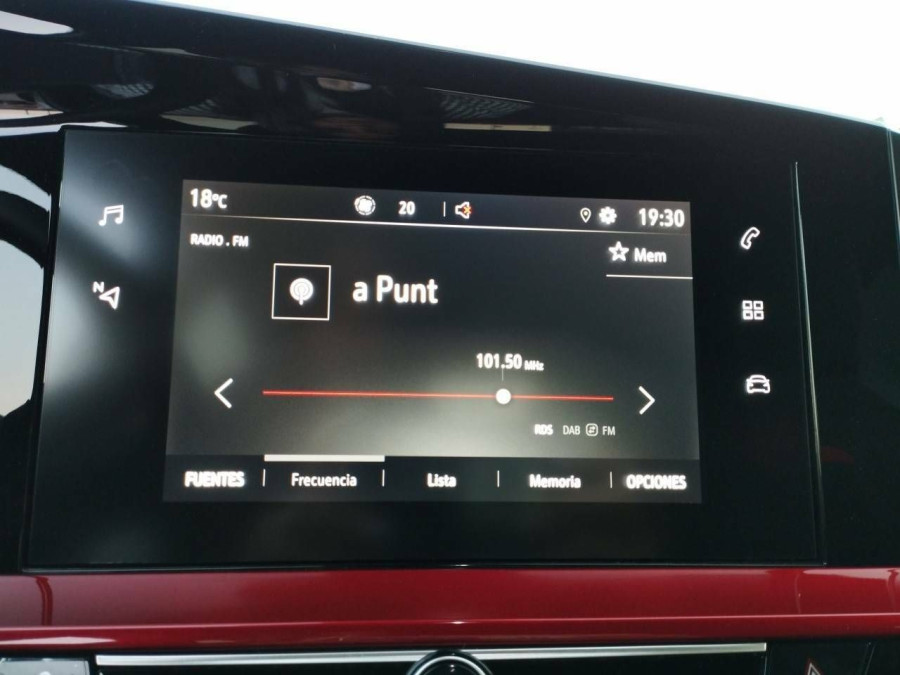 18°C 20 19:30
RADIO . FM
Mem
a Punt
101.50 MHz
RDS DAB FM
FUENTES Frecuencia Lista Memoria OPCIONES
N